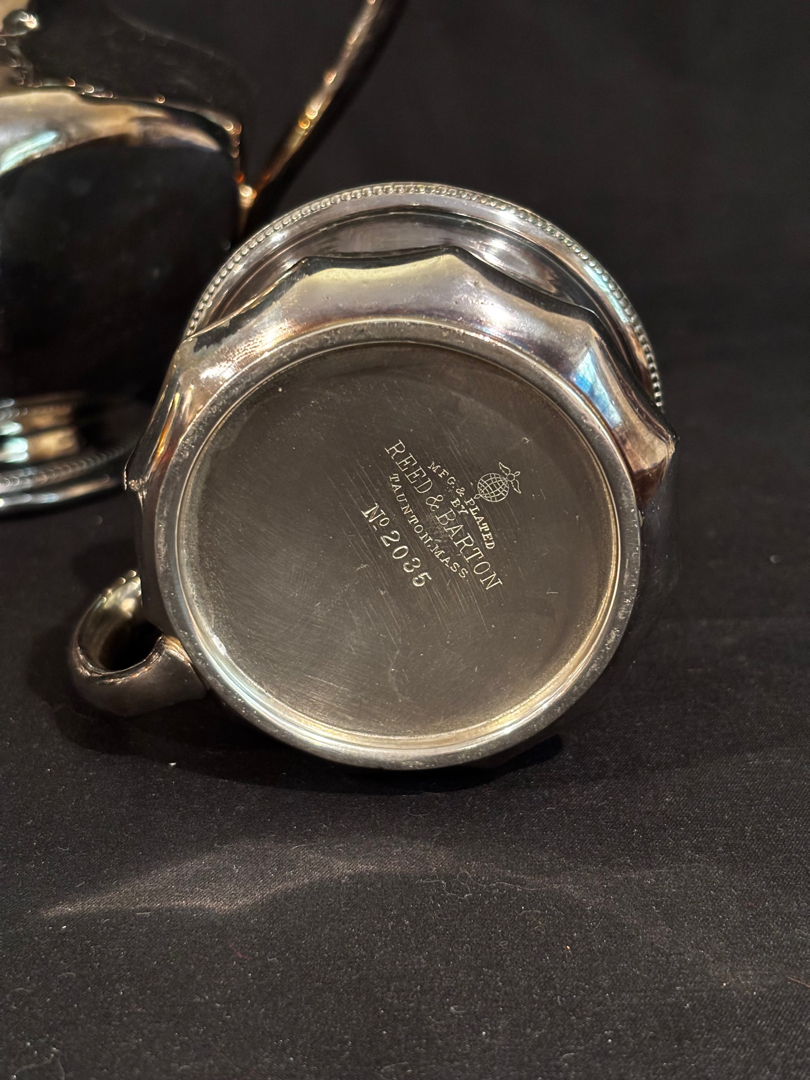 MFG. & PLATED
BY
REED & BARTON
TAUNTON, MASS
No 2035